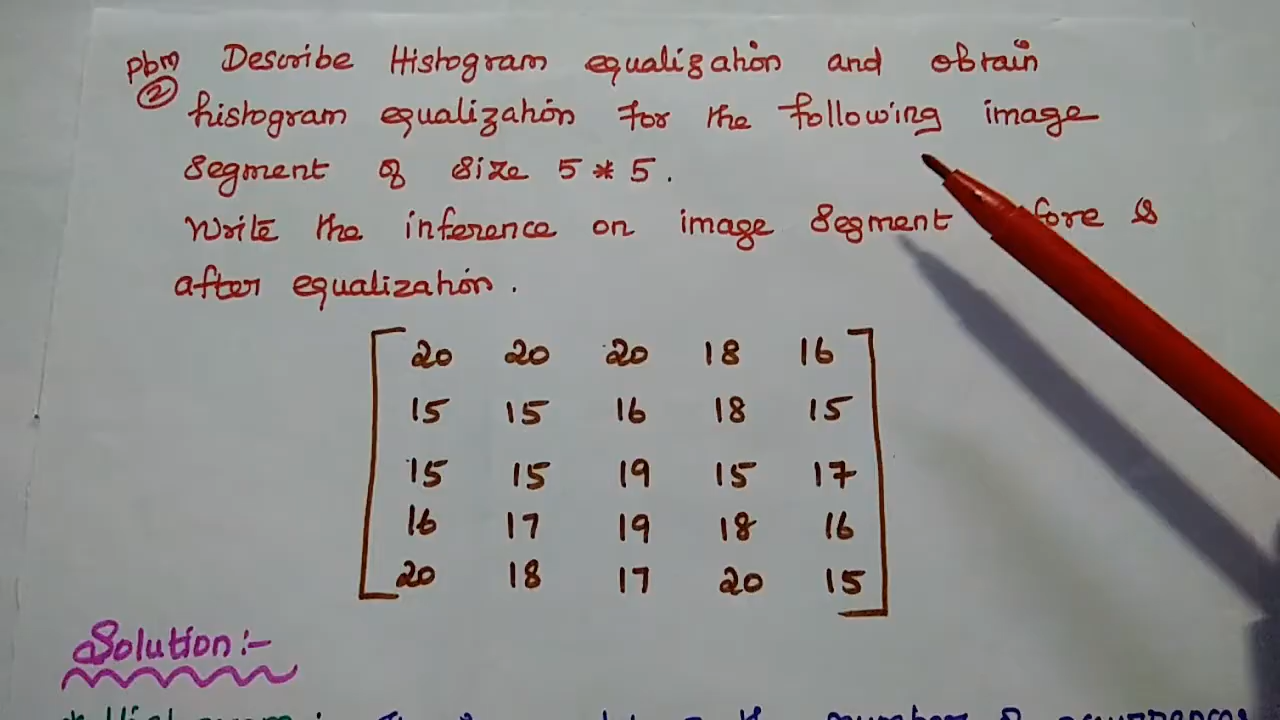 Pbm Describe Histogram equalization and obtain
② histogram equalization for the following image
segment of size 5 * 5.
Write the inference on image segment &
after equalization.
20 20 20 18 16
15 15 16 18 15
15 15 19 15 17
16 17 19 18 16
20 18 17 20 15
Solution:-